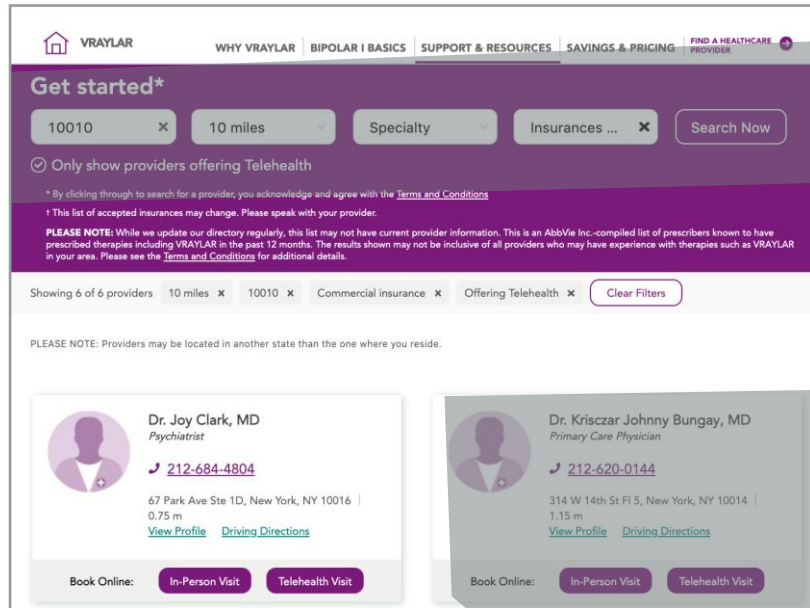 VRAYLAR
WHY VRAYLAR BIPOLAR I BASICS SUPPORT & RESOURCES SAVINGS & PRICING FIND A HEALTHCARE
PROVIDER
Get started*
10010 × 10 miles Specialty Insurances ... × Search Now
Only show providers offering Telehealth
* By clicking through to search for a provider, you acknowledge and agree with the Terms and Conditions
† This list of accepted insurances may change. Please speak with your provider.
PLEASE NOTE: While we update our directory regularly, this list may not have current provider information. This is an AbbVie Inc.-compiled list of prescribers known to have
prescribed therapies including VRAYLAR in the past 12 months. The results shown may not be inclusive of all providers who may have experience with therapies such as VRAYLAR
in your area. Please see the Terms and Conditions for additional details.
Showing 6 of 6 providers 10 miles × 10010 × Commercial insurance × Offering Telehealth × Clear Filters
PLEASE NOTE: Providers may be located in another state than the one where you reside.
Dr. Joy Clark, MD
Psychiatrist
212-684-4804
67 Park Ave Ste 1D, New York, NY 10016 |
0.75 m
View Profile Driving Directions
Book Online: In-Person Visit Telehealth Visit
Dr. Krisczar Johnny Bungay, MD
Primary Care Physician
212-620-0144
314 W 14th St Fl 5, New York, NY 10014 |
1.15 m
View Profile Driving Directions
Book Online: In-Person Visit Telehealth Visit